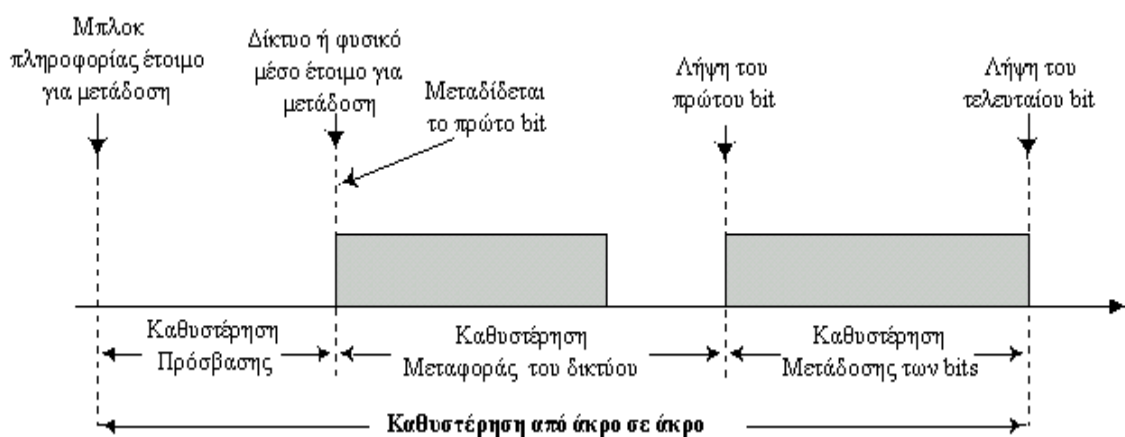 Μπλοκ
πληροφορίας έτοιμο
για μετάδοση
Δίκτυο ή φυσικό
μέσο έτοιμο για
μετάδοση
Μεταδίδεται
το πρώτο bit
Λήψη του
πρώτου bit
Λήψη του
τελευταίου bit
Καθυστέρηση
Πρόσβασης
Καθυστέρηση
Μεταφοράς του δικτύου
Καθυστέρηση
Μετάδοσης των bits
Καθυστέρηση από άκρο σε άκρο